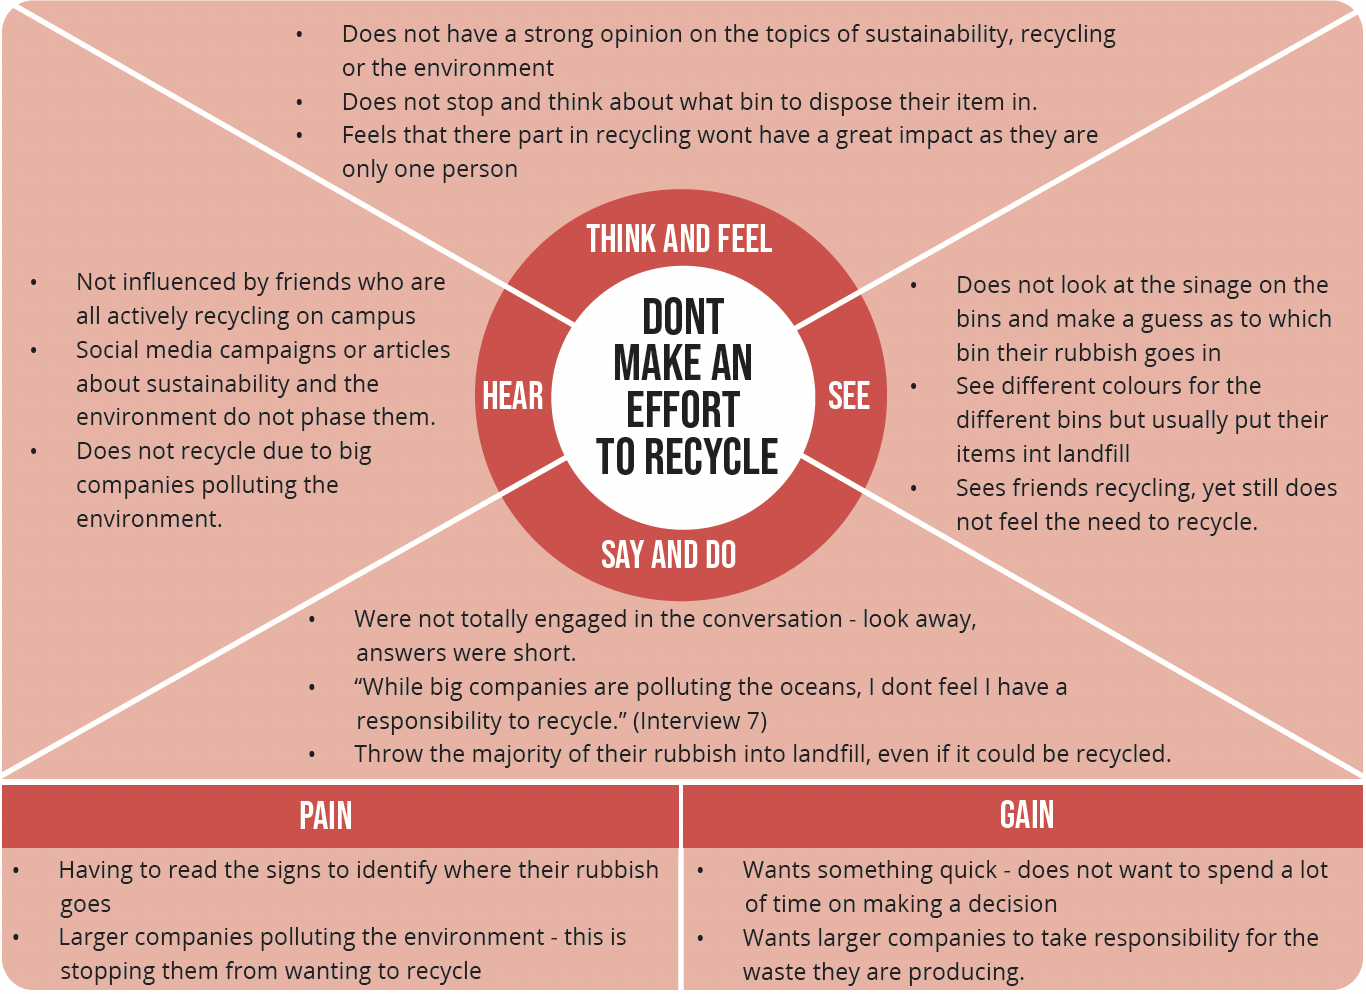 • Does not have a strong opinion on the topics of sustainability, recycling
or the environment
• Does not stop and think about what bin to dispose their item in.
• Feels that there part in recycling wont have a great impact as they are
only one person
THINK AND FEEL
• Not influenced by friends who are
all actively recycling on campus
• Social media campaigns or articles
about sustainability and the
environment do not phase them.
• Does not recycle due to big
companies polluting the
environment.
HEAR
DONT
MAKE AN
EFFORT
TO RECYCLE
SEE
• Does not look at the sinage on the
bins and make a guess as to which
bin their rubbish goes in
• See different colours for the
different bins but usually put their
items int landfill
• Sees friends recycling, yet still does
not feel the need to recycle.
SAY AND DO
• Were not totally engaged in the conversation - look away,
answers were short.
• “While big companies are polluting the oceans, I dont feel I have a
responsibility to recycle.” (Interview 7)
• Throw the majority of their rubbish into landfill, even if it could be recycled.
PAIN
• Having to read the signs to identify where their rubbish
goes
• Larger companies polluting the environment - this is
stopping them from wanting to recycle
GAIN
• Wants something quick - does not want to spend a lot
of time on making a decision
• Wants larger companies to take responsibility for the
waste they are producing.